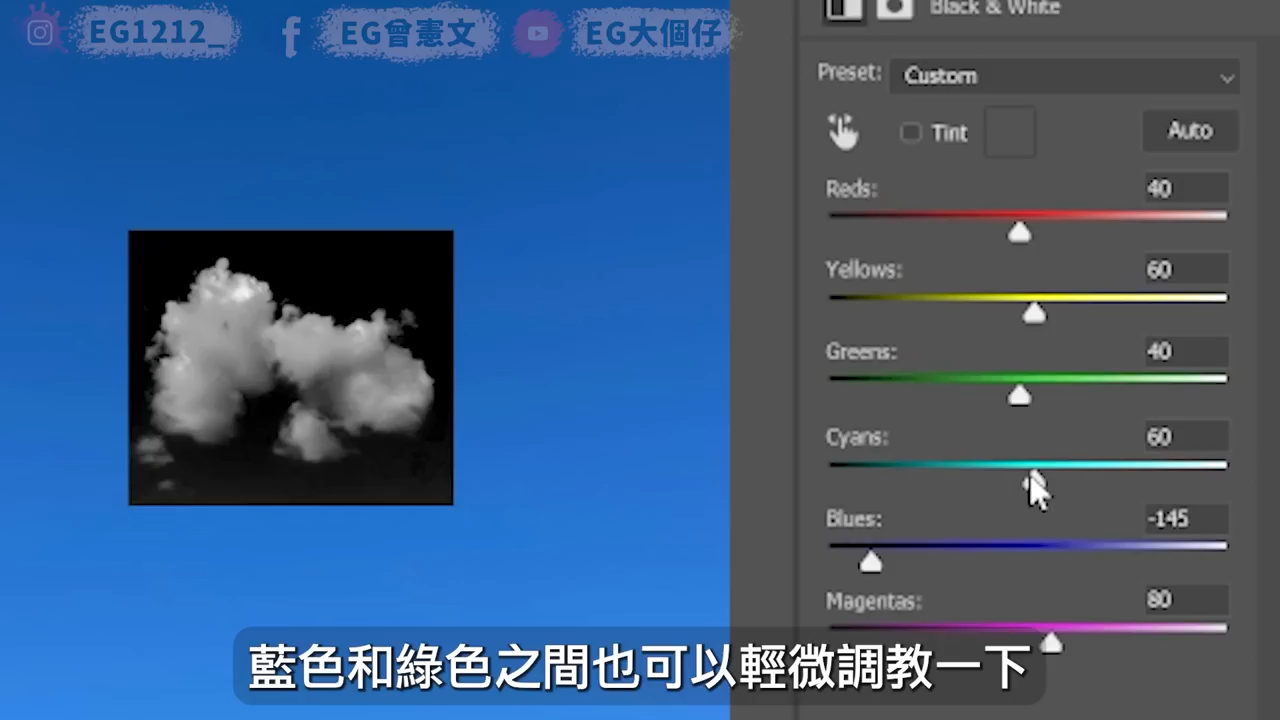 EG1212_
EG曾憲文
EG大個仔
Black & White
Preset: Custom
Tint
Auto
Reds: 40
Yellows: 60
Greens: 40
Cyans: 60
Blues: -145
Magentas: 80
藍色和綠色之間也可以輕微調教一下